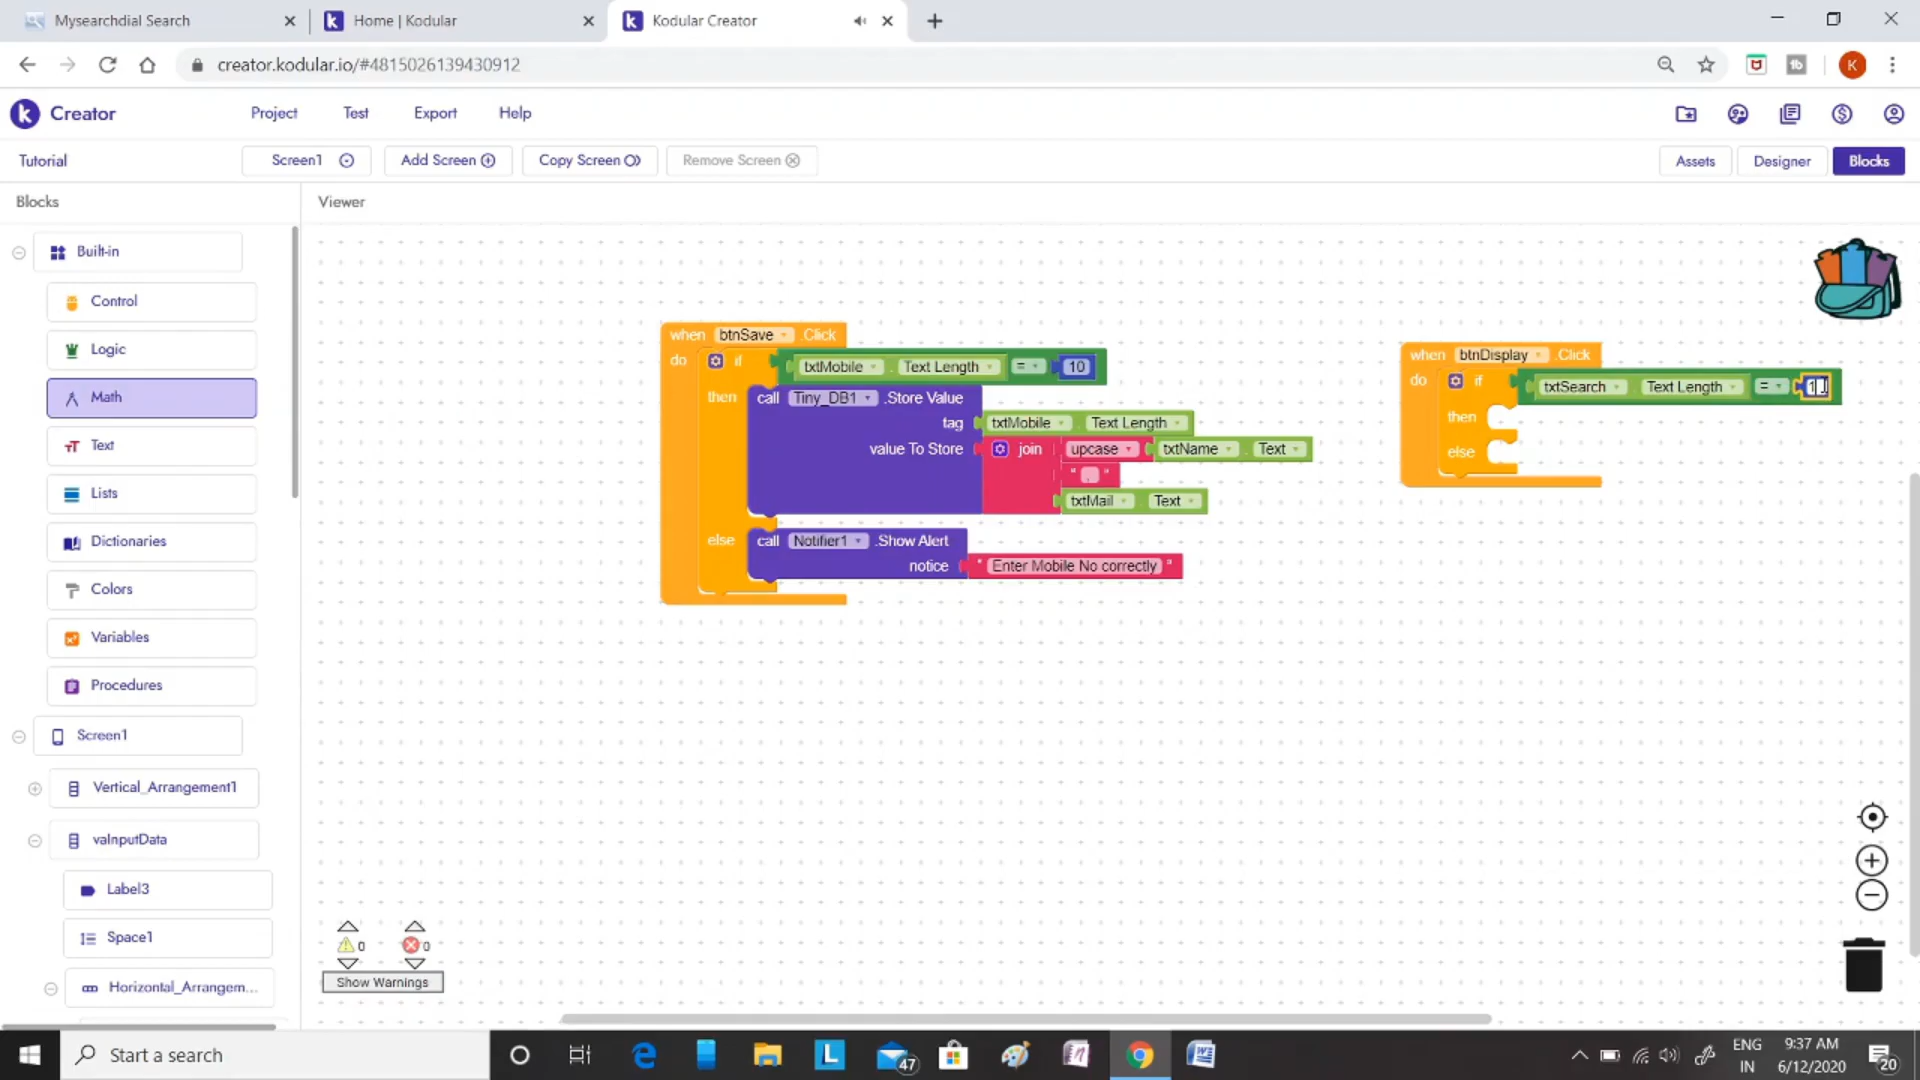 Mysearchdial Search
Home | Kodular
Kodular Creator
creator.kodular.io/#4815026139430912
K
Creator
Project
Test
Export
Help
Tutorial
Screen1
Add Screen
Copy Screen
Remove Screen
Assets
Designer
Blocks
Blocks
Viewer
Built-in
Control
Logic
Math
Text
Lists
Dictionaries
Colors
Variables
Procedures
Screen1
Vertical_Arrangement1
vaInputData
Label3
Space1
Horizontal_Arrangem...
when btnSave .Click
do if txtMobile . Text Length = 10
then call Tiny_DB1 .Store Value
tag txtMobile . Text Length
value To Store join upcase txtName . Text
" , "
txtMail . Text
else call Notifier1 .Show Alert
notice " Enter Mobile No correctly "
when btnDisplay .Click
do if txtSearch . Text Length = 1
then
else
0 0
Show Warnings
Start a search
47
ENG
IN
9:37 AM
6/12/2020
20